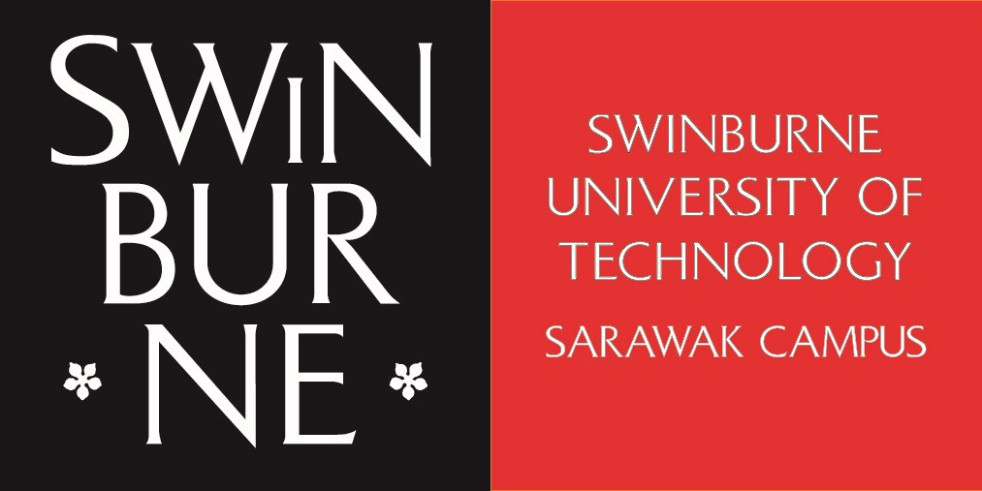 SWiN
BUR
NE
SWINBURNE
UNIVERSITY OF
TECHNOLOGY
SARAWAK CAMPUS